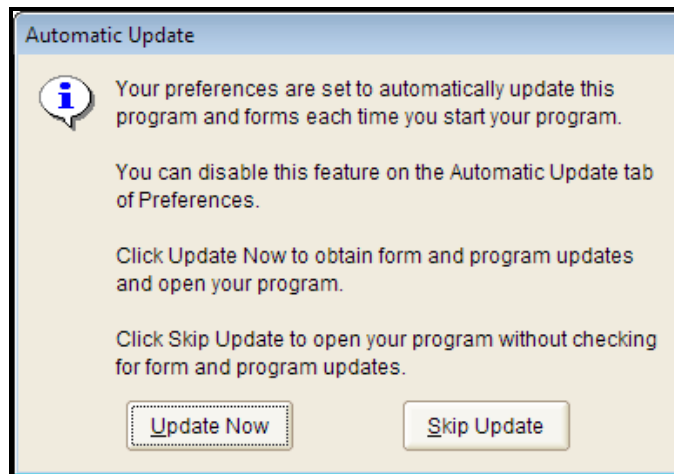 Automatic Update
Your preferences are set to automatically update this
program and forms each time you start your program.
You can disable this feature on the Automatic Update tab
of Preferences.
Click Update Now to obtain form and program updates
and open your program.
Click Skip Update to open your program without checking
for form and program updates.
Update Now
Skip Update